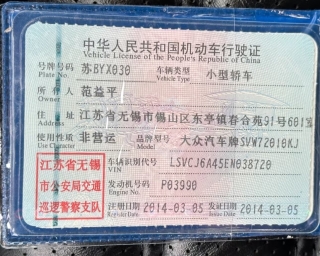 中华人民共和国机动车行驶证
Vehicle License of the People's Republic of China
号牌号码 苏BYX030 车辆类型 小型轿车
Plate No. Vehicle Type
所有人 范益平
Owner
住址 江苏省无锡市锡山区东亭镇春合苑91号601室
Address
使用性质 非营运 品牌型号 大众汽车牌SVW72010KJ
Use Character Model
江苏省无锡 车辆识别代号 LSVCJ6A45EN038720
VIN
市公安局交通 发动机号码 P03990
Engine No.
巡逻警察支队 注册日期 2014-03-05 发证日期 2014-03-05
Register Date Issue Date